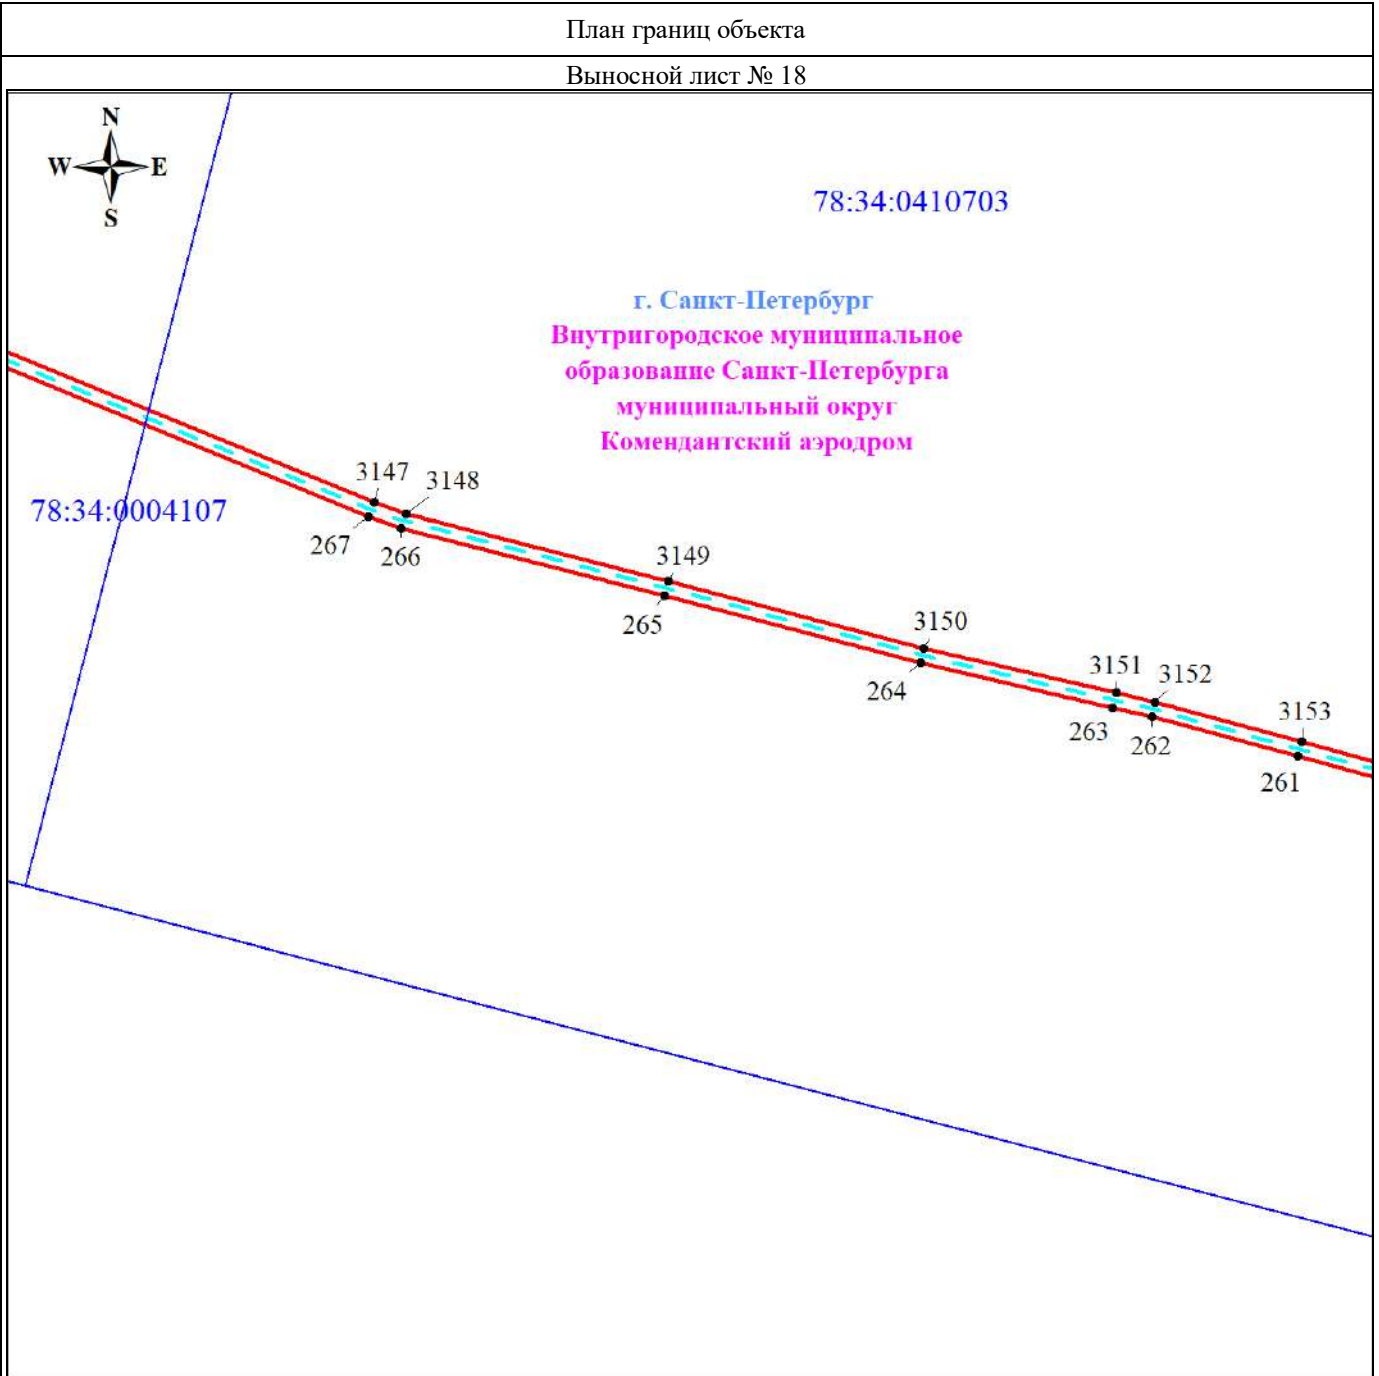 План границ объекта
Выносной лист № 18
N
W E
S
78:34:0410703
г. Санкт-Петербург
Внутригородское муниципальное
образование Санкт-Петербурга
муниципальный округ
Комендантский аэродром
3147
3148
78:34:0004107
267
266
3149
265
3150
264
3151
3152
263
262
3153
261